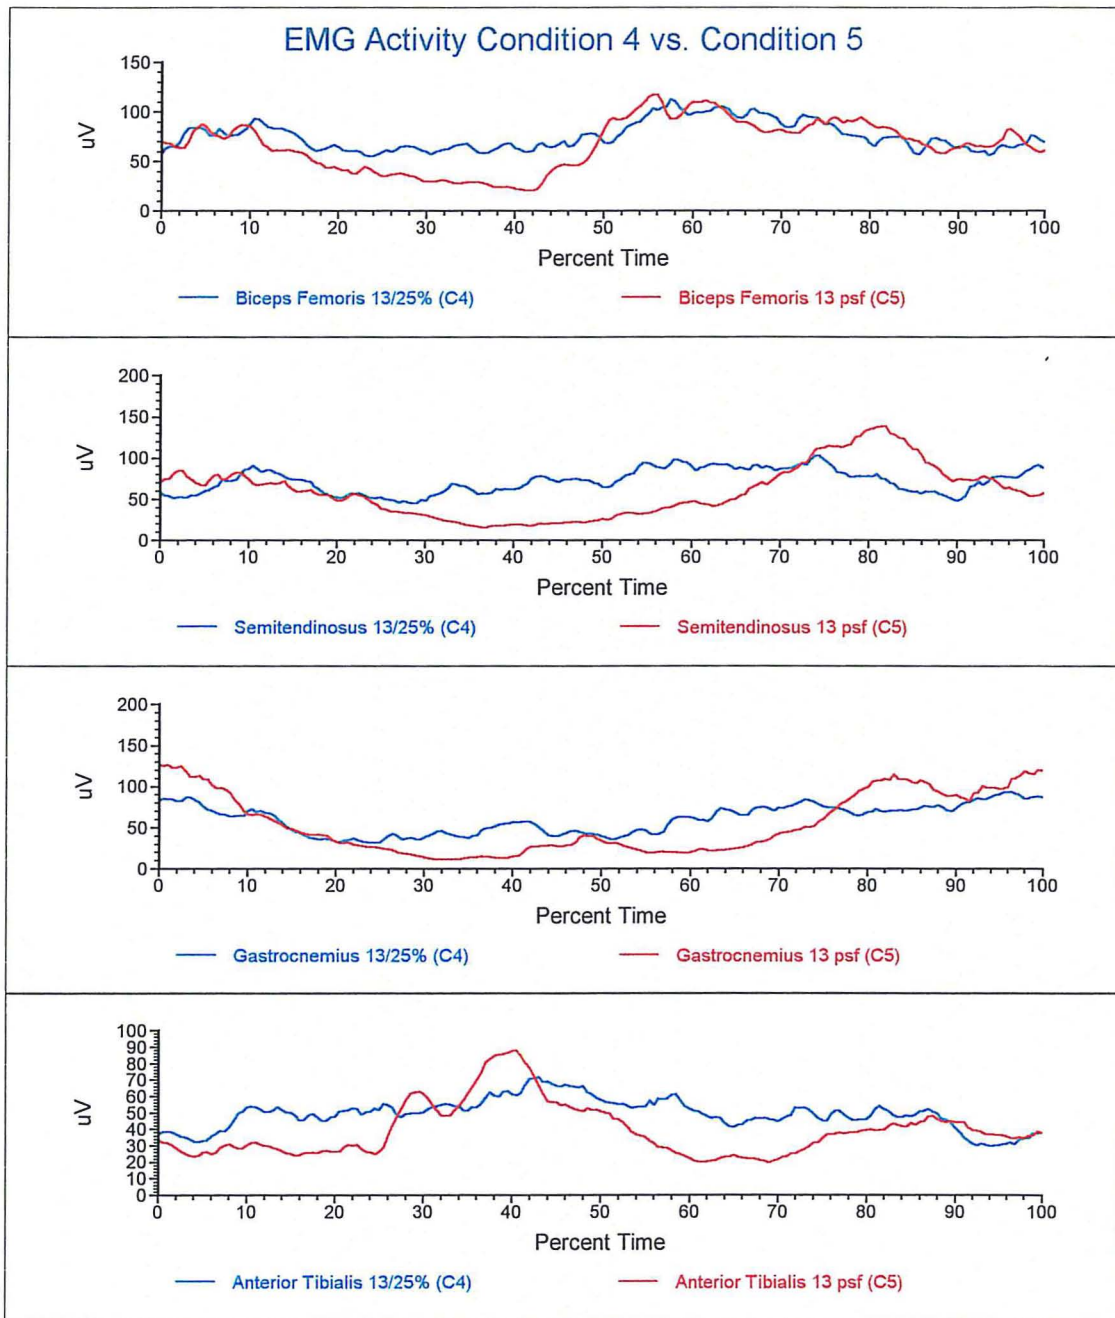 EMG Activity Condition 4 vs. Condition 5
150
100
50
0
uV
0 10 20 30 40 50 60 70 80 90 100
Percent Time
Biceps Femoris 13/25% (C4) Biceps Femoris 13 psf (C5)
200
150
100
50
0
uV
0 10 20 30 40 50 60 70 80 90 100
Percent Time
Semitendinosus 13/25% (C4) Semitendinosus 13 psf (C5)
200
150
100
50
0
uV
0 10 20 30 40 50 60 70 80 90 100
Percent Time
Gastrocnemius 13/25% (C4) Gastrocnemius 13 psf (C5)
100
90
80
70
60
50
40
30
20
10
0
uV
0 10 20 30 40 50 60 70 80 90 100
Percent Time
Anterior Tibialis 13/25% (C4) Anterior Tibialis 13 psf (C5)